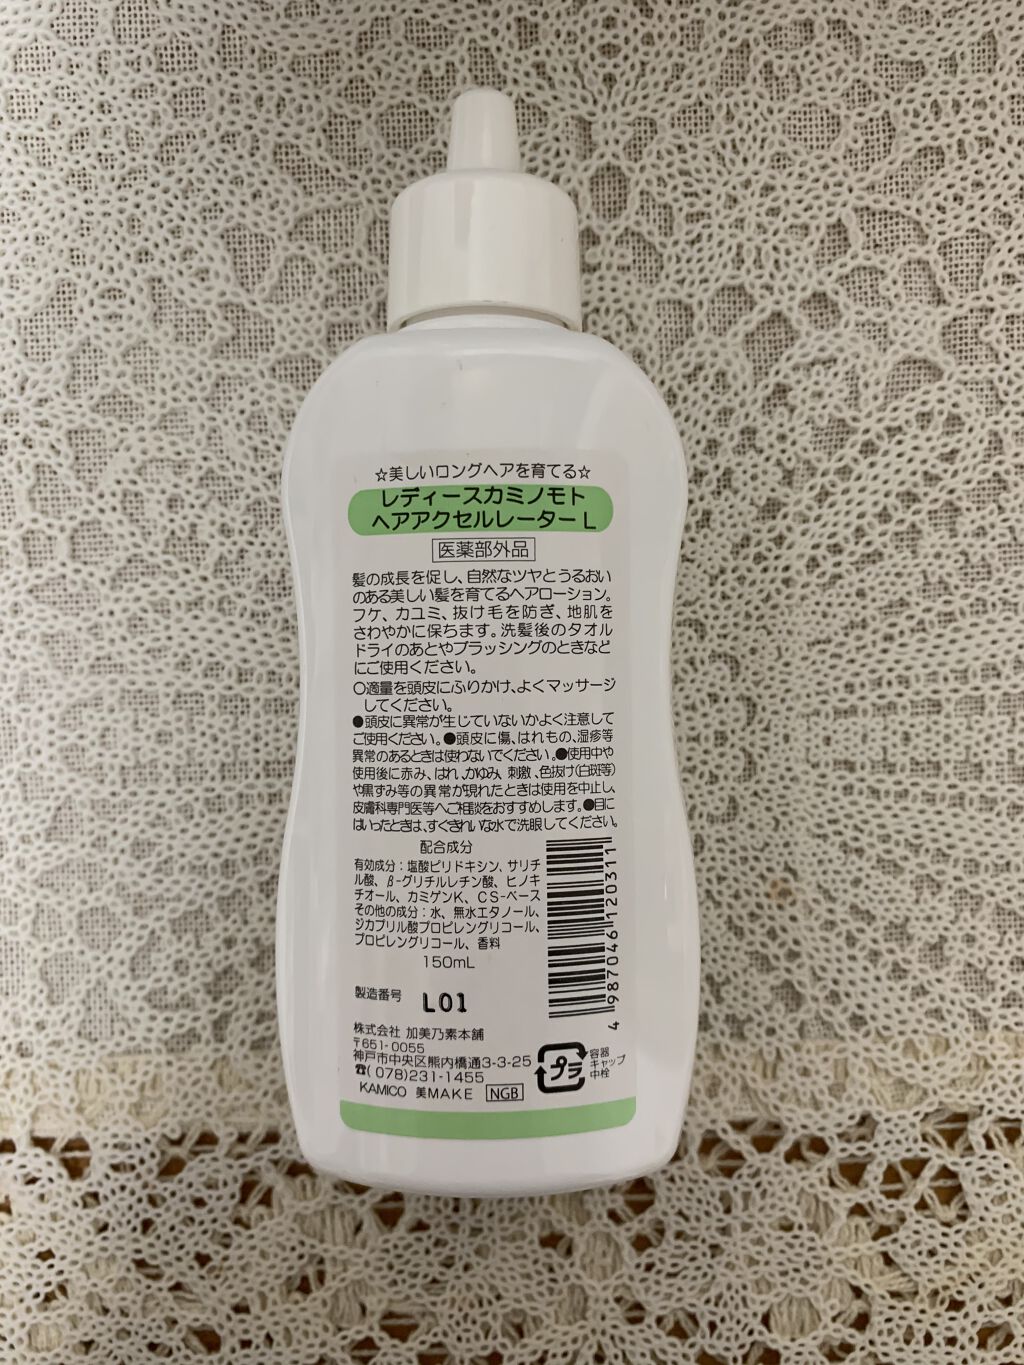 ☆美しいロングヘアを育てる☆
レディースカミノモト
ヘアアクセルレーターL
医薬部外品
髪の成長を促し、自然なツヤとうるおい
のある美しい髪を育てるヘアローション。
フケ、カユミ、抜け毛を防ぎ、地肌を
さわやかに保ちます。洗髪後のタオル
ドライのあとやブラッシングのときなど
にご使用ください。
○適量を頭皮にふりかけ、よくマッサージ
してください。
●頭皮に異常が生じていないかよく注意して
ご使用ください。●頭皮に傷、はれもの、湿疹等
異常のあるときは使わないでください。●使用中や
使用後に赤み、はれ、かゆみ、刺激、色抜け(白斑等)
や黒ずみ等の異常が現れたときは使用を中止し、
皮膚科専門医等へご相談をおすすめします。●目に
はいったときは、すぐきれいな水で洗眼してください。
配合成分
有効成分：塩酸ピリドキシン、サリチ
ル酸、β-グリチルレチン酸、ヒノキ
チオール、カミゲンK、CS-ベース
その他の成分：水、無水エタノール、
ジカプリル酸プロピレングリコール、
プロピレングリコール、香料
150mL
4 987046 120311
製造番号 L01
株式会社 加美乃素本舗
〒651-0055
神戸市中央区熊内橋通3-3-25
☎(078)231-1455
KAMICO 美MAKE NGB
プラ
容器
キャップ
中栓